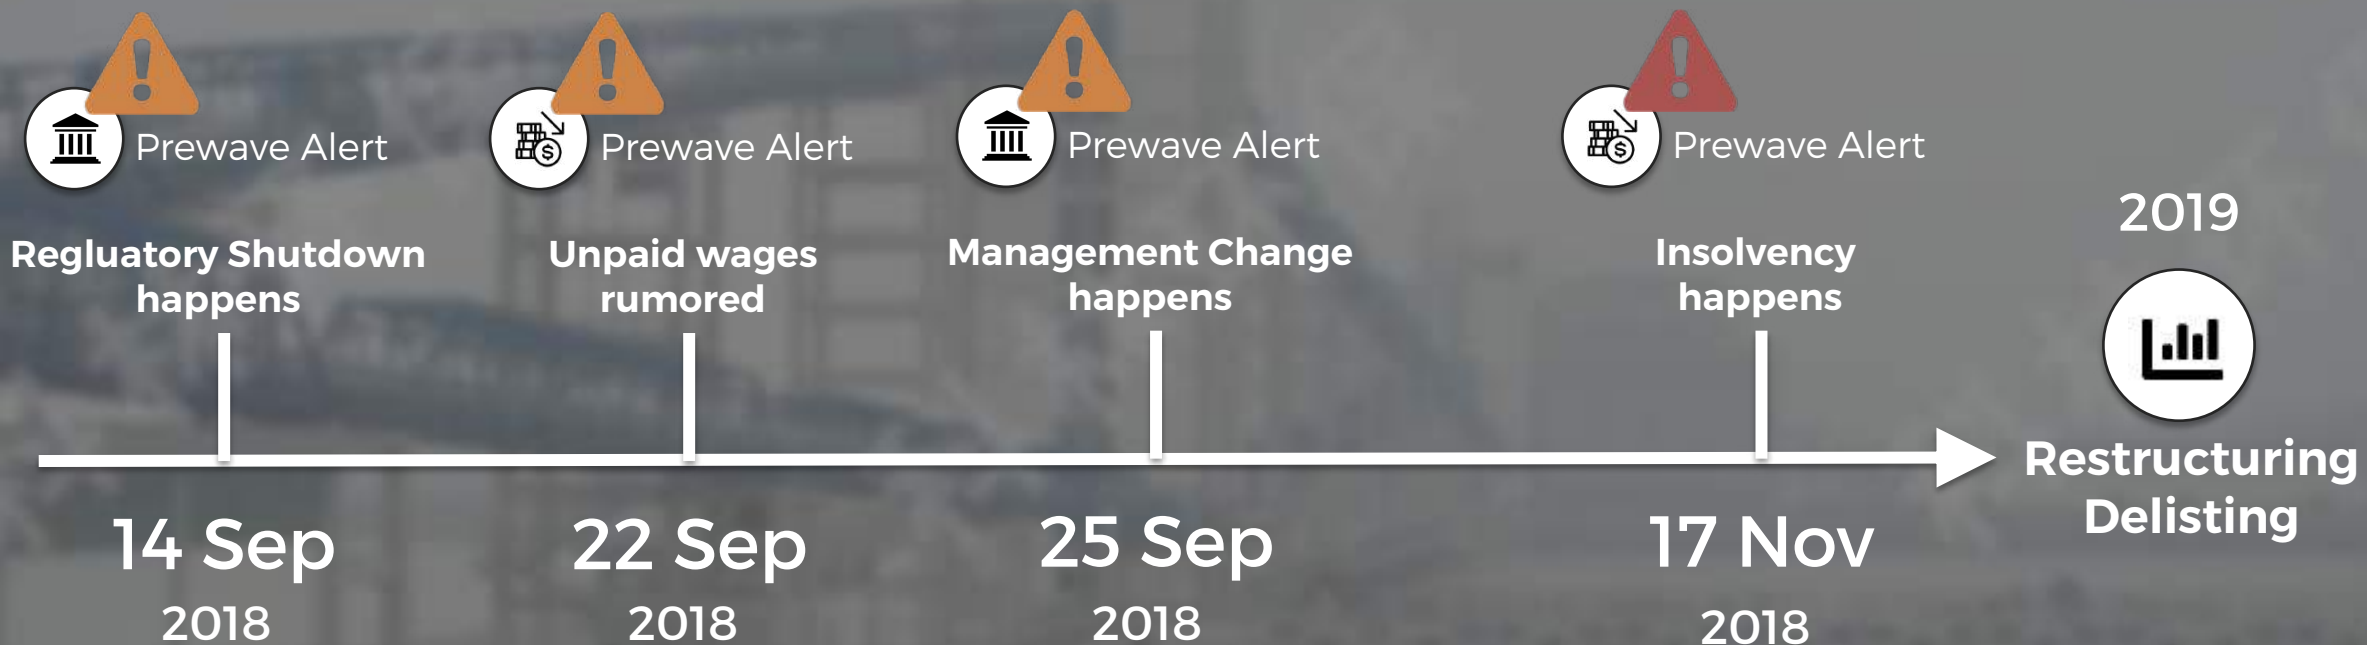 Prewave Alert
Regluatory Shutdown
happens
14 Sep
2018
Prewave Alert
Unpaid wages
rumored
22 Sep
2018
Prewave Alert
Management Change
happens
25 Sep
2018
Prewave Alert
Insolvency
happens
17 Nov
2018
2019
Restructuring
Delisting